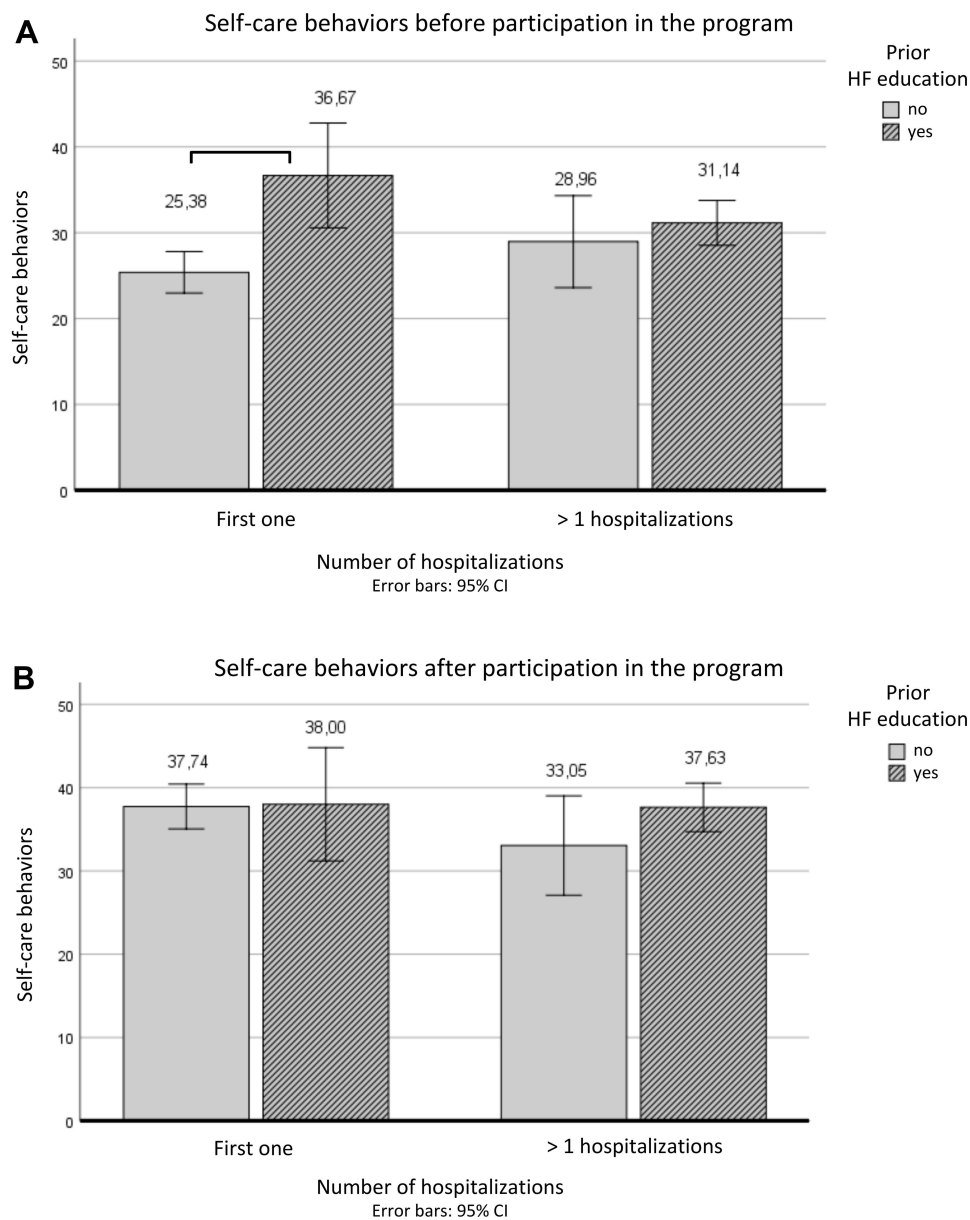 A
Self-care behaviors before participation in the program
Prior
HF education
no
yes
Self-care behaviors
50
40
30
20
10
0
25,38
36,67
28,96
31,14
First one
> 1 hospitalizations
Number of hospitalizations
Error bars: 95% CI
B
Self-care behaviors after participation in the program
Prior
HF education
no
yes
Self-care behaviors
50
40
30
20
10
0
37,74
38,00
33,05
37,63
First one
> 1 hospitalizations
Number of hospitalizations
Error bars: 95% CI